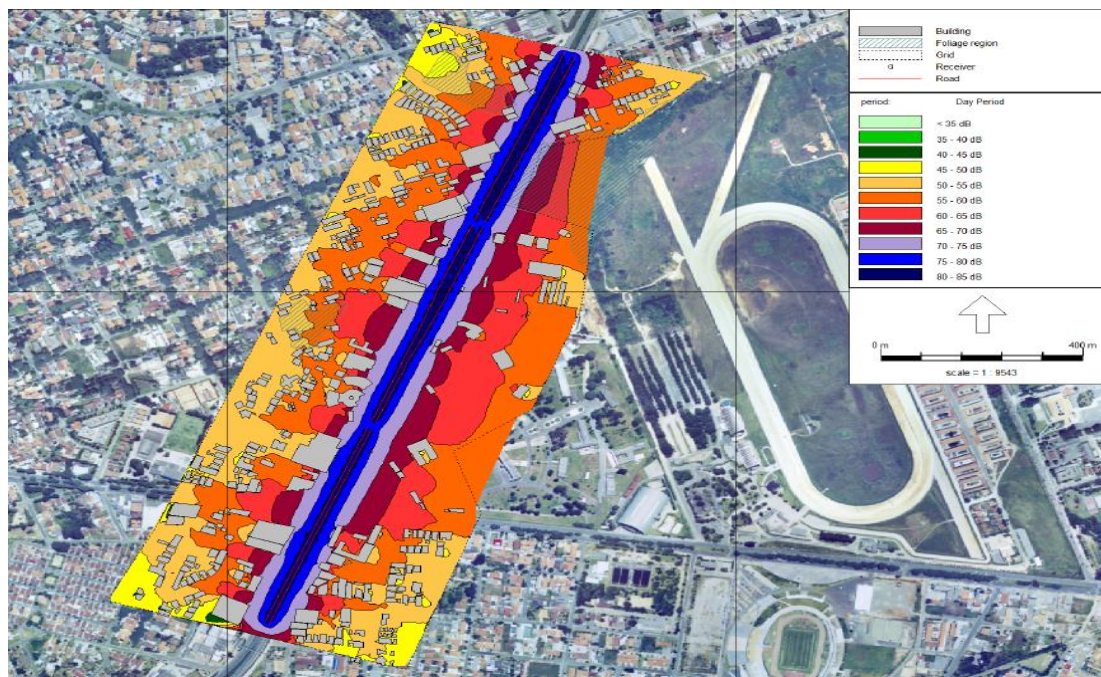 Building
Foliage region
Grid
Receiver
Road
period: Day Period
< 35 dB
35 - 40 dB
40 - 45 dB
45 - 50 dB
50 - 55 dB
55 - 60 dB
60 - 65 dB
65 - 70 dB
70 - 75 dB
75 - 80 dB
80 - 85 dB
0 m 400 m
scale = 1 : 9543